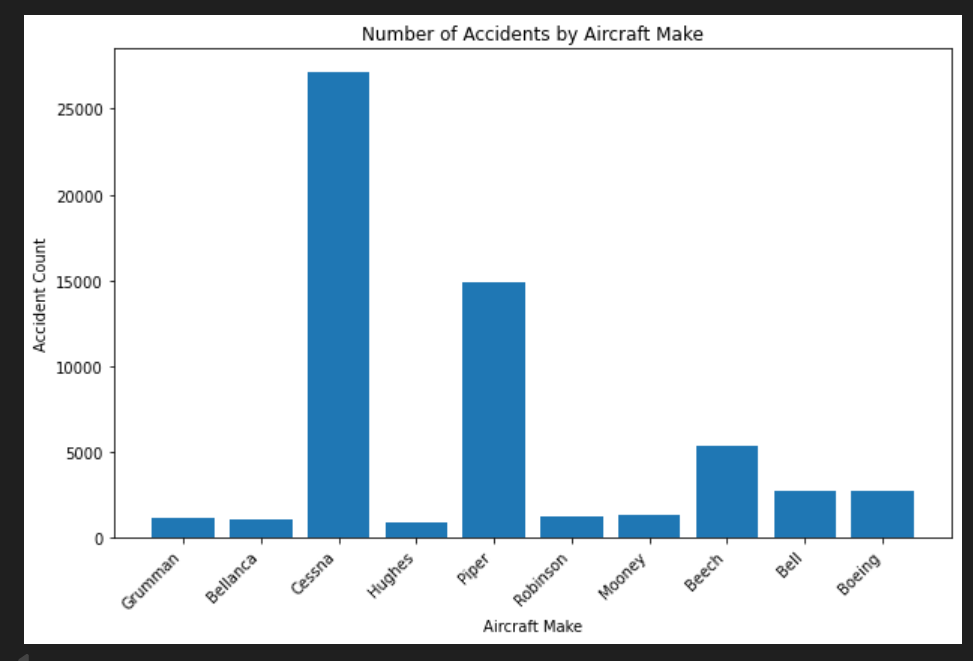 Number of Accidents by Aircraft Make
Accident Count
25000
20000
15000
10000
5000
0
Grumman
Bellanca
Cessna
Hughes
Piper
Robinson
Mooney
Beech
Bell
Boeing
Aircraft Make